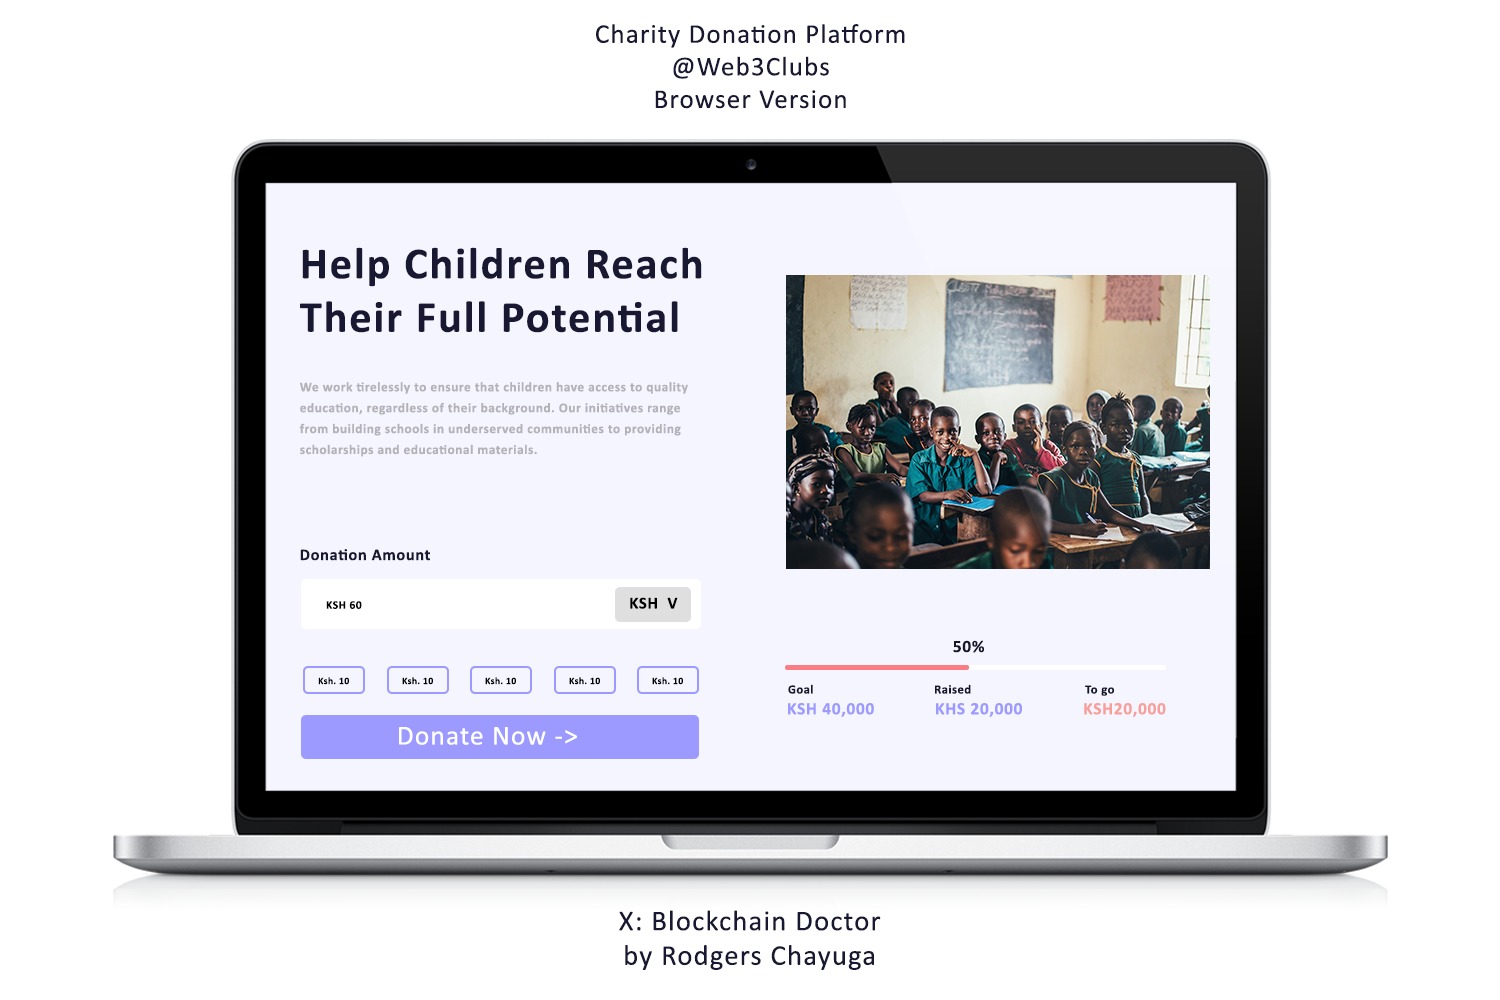 Charity Donation Platform
@Web3Clubs
Browser Version
Help Children Reach
Their Full Potential
We work tirelessly to ensure that children have access to quality
education, regardless of their background. Our initiatives range
from building schools in underserved communities to providing
scholarships and educational materials.
Donation Amount
KSH 60
KSH V
Ksh. 10 Ksh. 10 Ksh. 10 Ksh. 10 Ksh. 10
Donate Now ->
50%
Goal Raised To go
KSH 40,000 KHS 20,000 KSH20,000
X: Blockchain Doctor
by Rodgers Chayuga